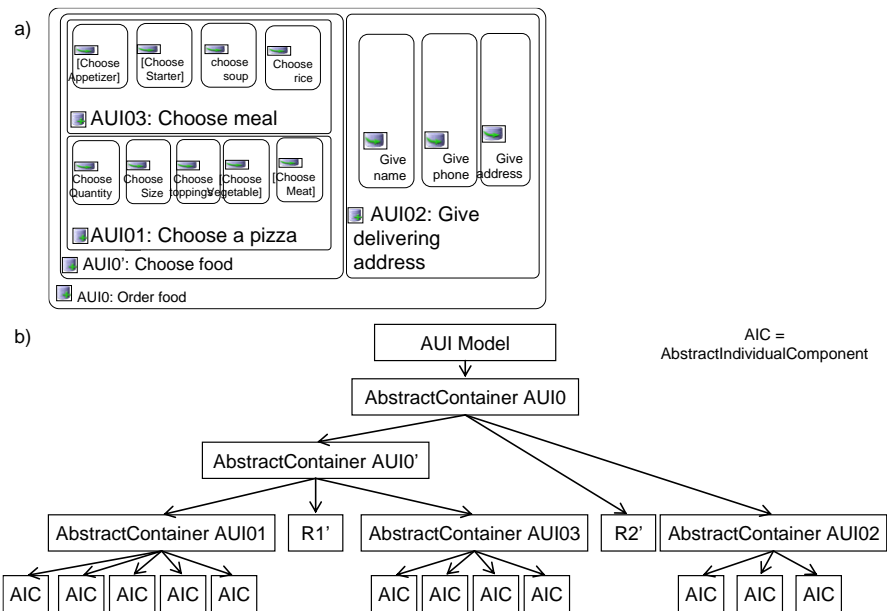 a)
[Choose
Appetizer]
[Choose
Starter]
choose
soup
Choose
rice
AUI03: Choose meal
Choose
Quantity
Choose
Size
Choose
toppings
[Choose
Vegetable]
[Choose
Meat]
AUI01: Choose a pizza
AUI0’: Choose food
AUI0: Order food
Give
name
Give
phone
Give
address
AUI02: Give
delivering
address
b)
AUI Model
AIC =
AbstractIndividualComponent
AbstractContainer AUI0
AbstractContainer AUI0’
AbstractContainer AUI01
R1’
AbstractContainer AUI03
R2’
AbstractContainer AUI02
AIC
AIC
AIC
AIC
AIC
AIC
AIC
AIC
AIC
AIC
AIC
AIC